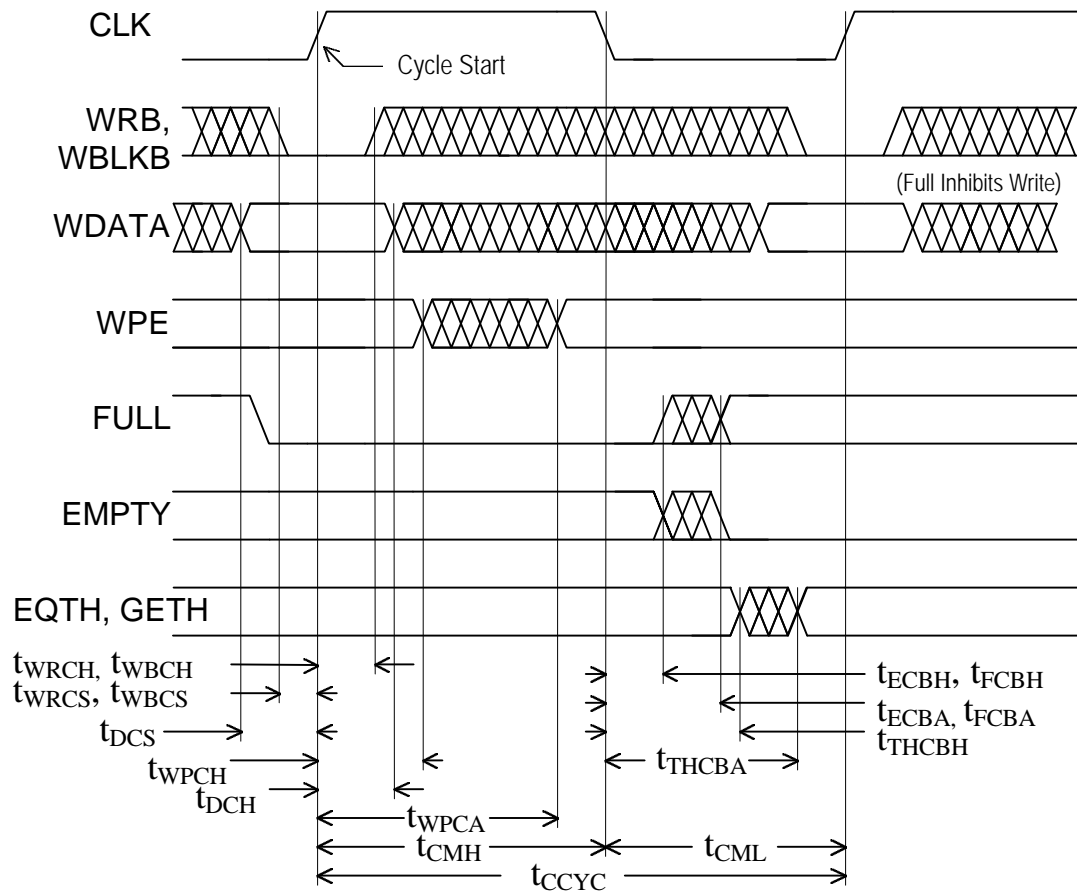 CLK
Cycle Start
WRB,
WBLKB
(Full Inhibits Write)
WDATA
WPE
FULL
EMPTY
EQTH, GETH
tWRCH, tWBCH
tECBH, tFCBH
tWRCS, tWBCS
tECBA, tFCBA
tDCS
tTHCBH
tWPCH
tTHCBA
tDCH
tWPCA
tCMH
tCML
tCCYC